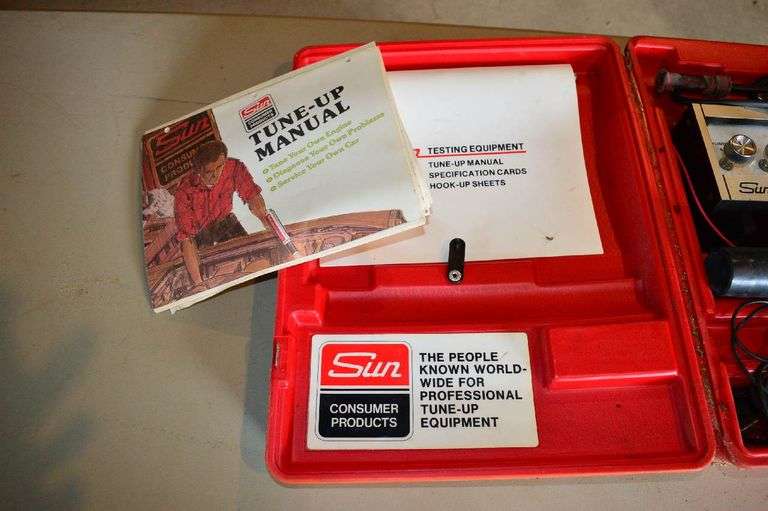 Sun
CONSUMER
PRODUCTS
TUNE-UP
MANUAL
Tune Your Own Engine
Diagnose Your Own Problems
Service Your Own Car
Sun
CONSUMER
TESTING EQUIPMENT
TUNE-UP MANUAL
SPECIFICATION CARDS
HOOK-UP SHEETS
Sun
Sun
CONSUMER
PRODUCTS
THE PEOPLE
KNOWN WORLD-
WIDE FOR
PROFESSIONAL
TUNE-UP
EQUIPMENT